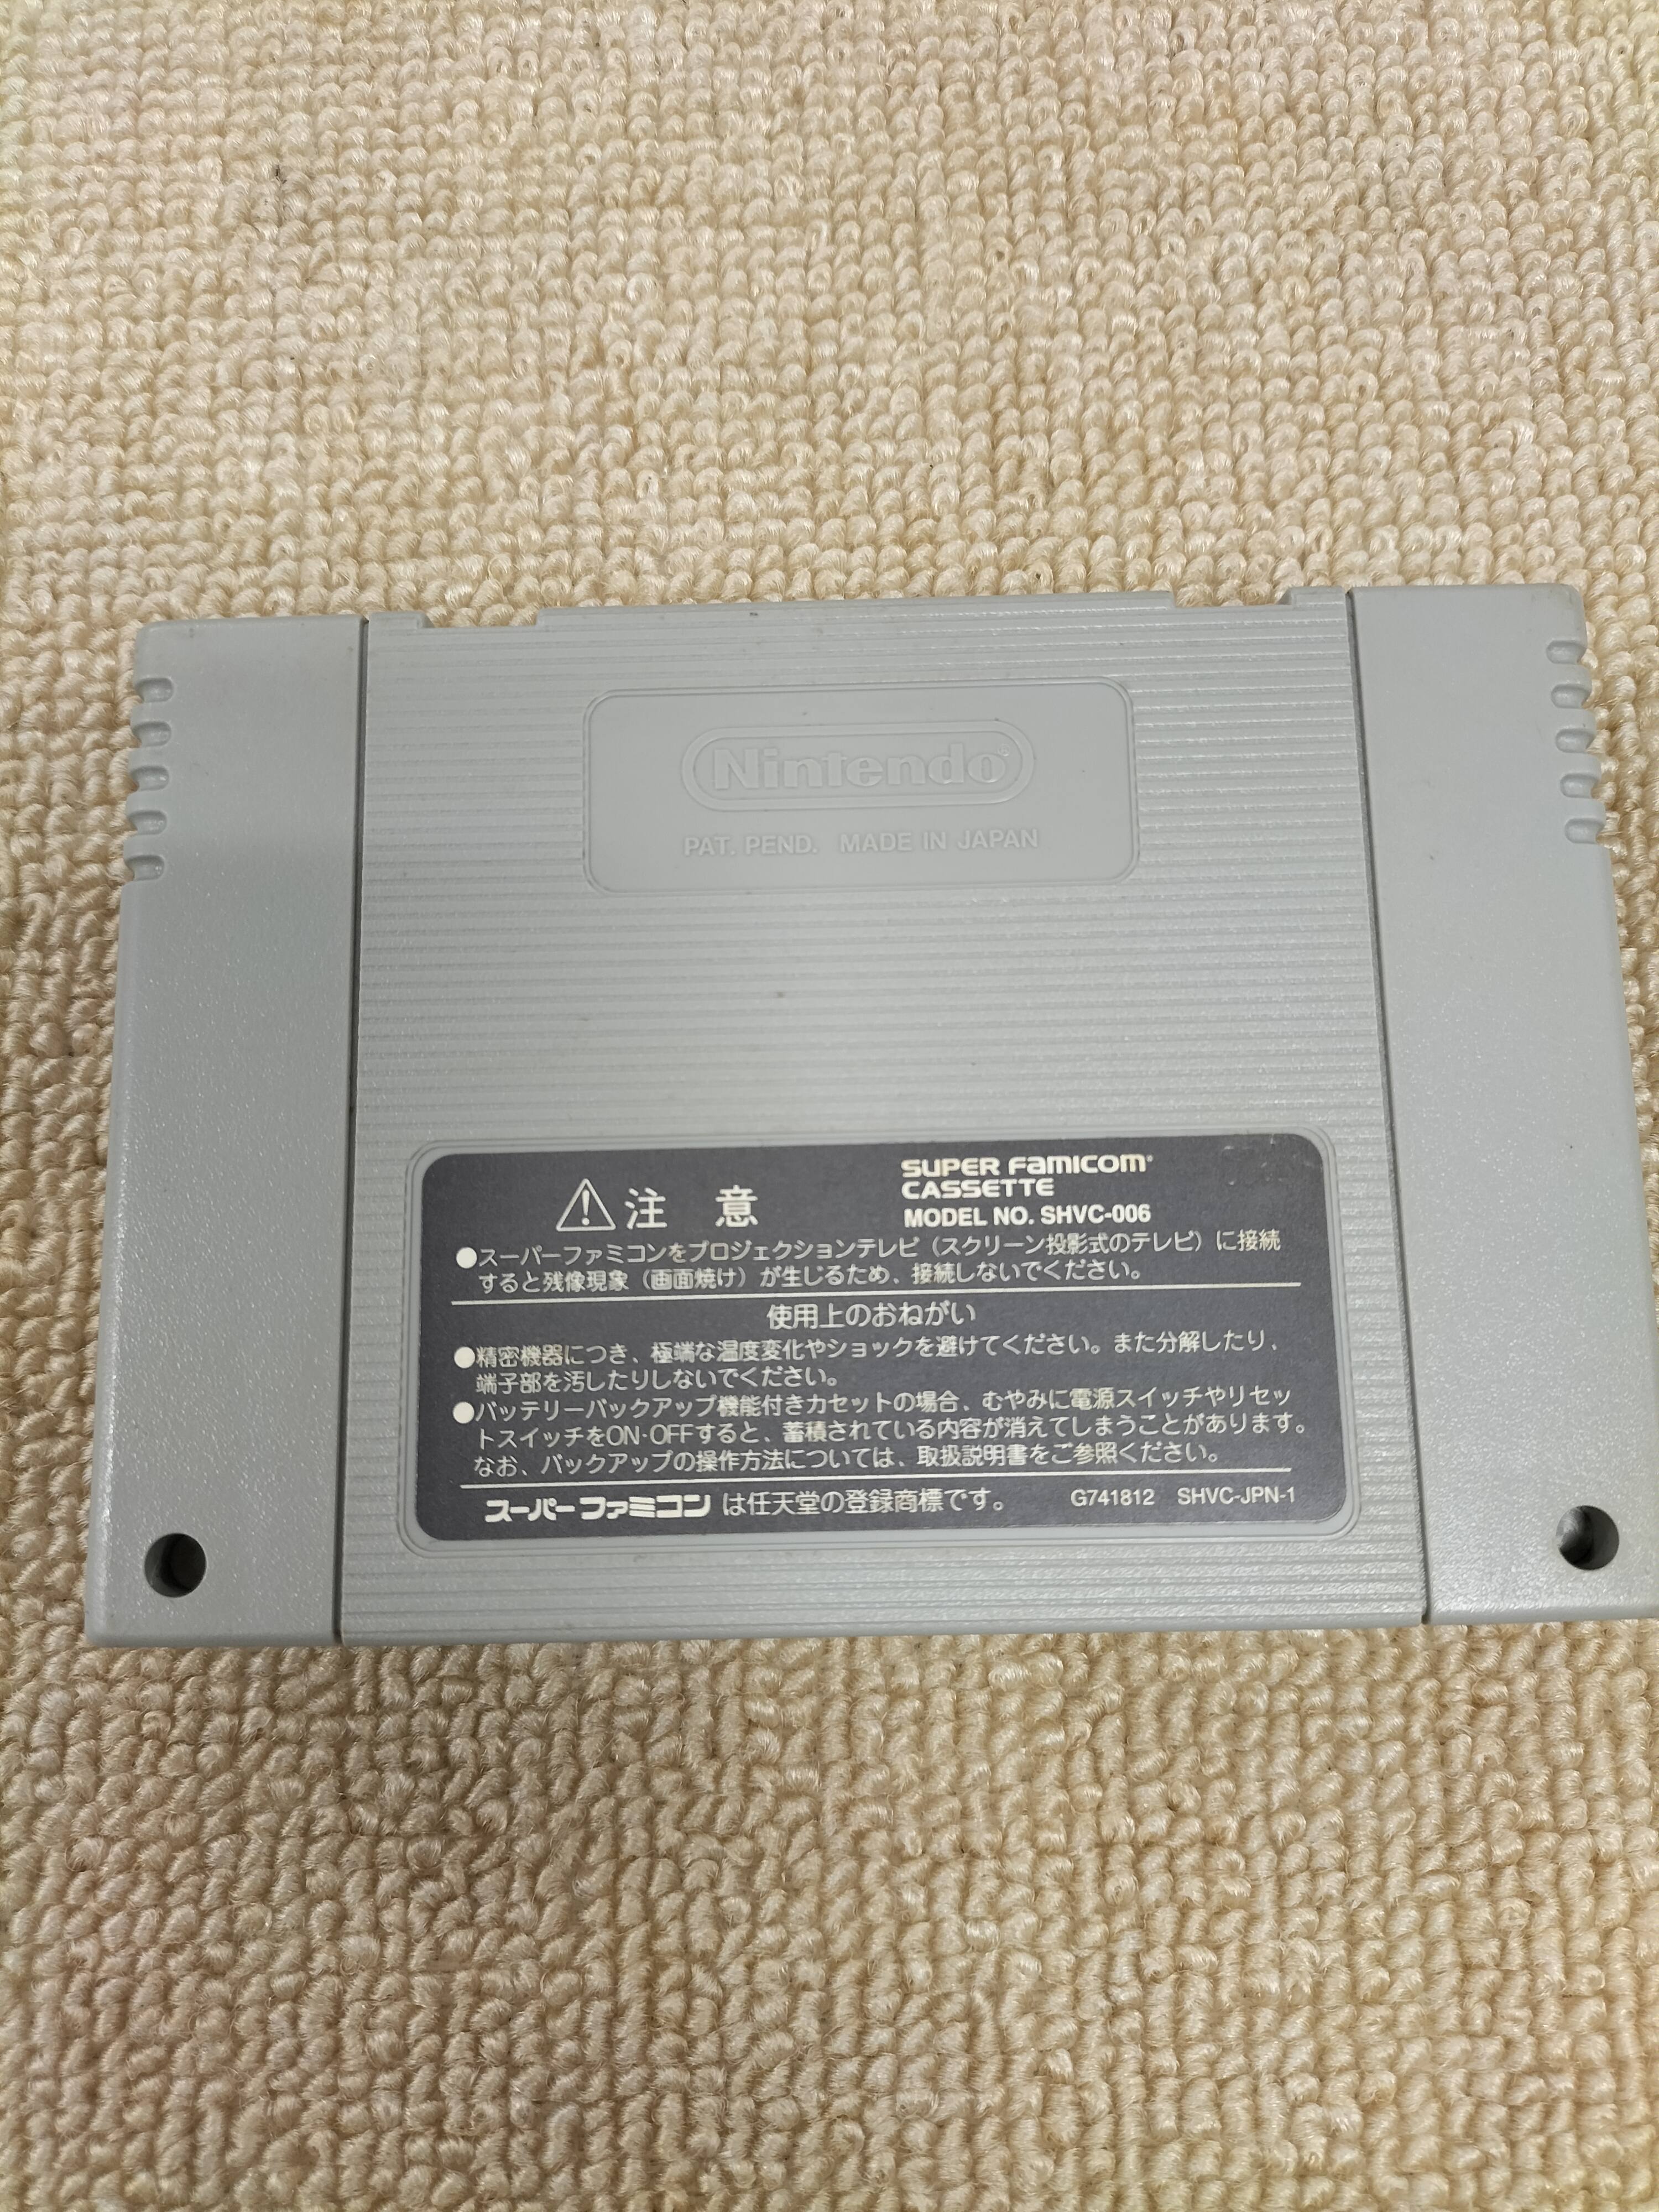 Nintendo®
PAT. PEND. MADE IN JAPAN
注 意
SUPER FAMICOM®
CASSETTE
MODEL NO. SHVC-006
●スーパーファミコンをプロジェクションテレビ（スクリーン投影式のテレビ）に接続
すると残像現象（画面焼け）が生じるため、接続しないでください。
使用上のおねがい
●精密機器につき、極端な温度変化やショックを避けてください。また分解したり、
端子部を汚したりしないでください。
●バッテリーバックアップ機能付きカセットの場合、むやみに電源スイッチやリセッ
トスイッチをON・OFFすると、蓄積されている内容が消えてしまうことがあります。
なお、バックアップの操作方法については、取扱説明書をご参照ください。
スーパーファミコン は任天堂の登録商標です。 G741812 SHVC-JPN-1